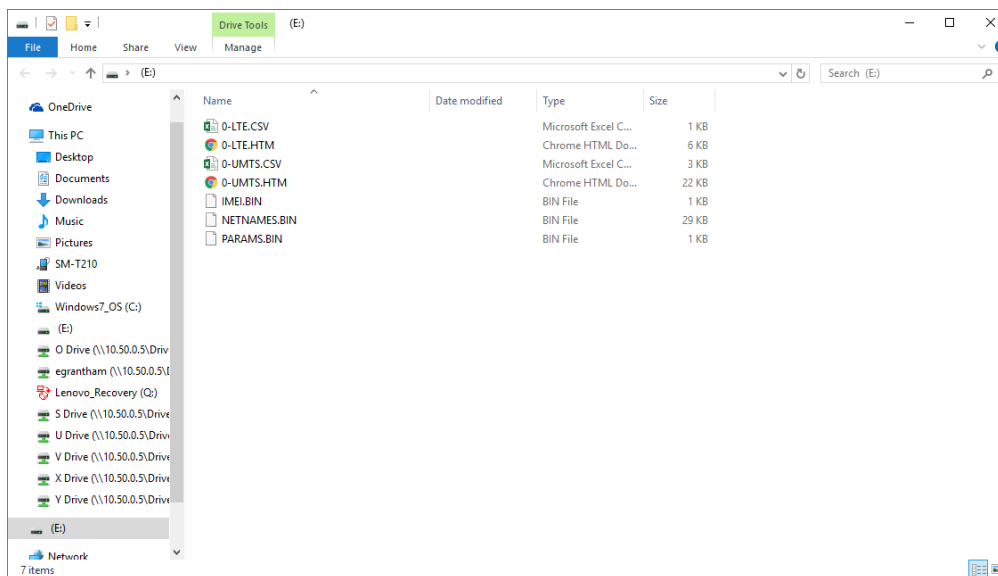 Drive Tools (E:)
File Home Share View Manage
(E:) Search (E:)
Name Date modified Type Size
0-LTE.CSV Microsoft Excel C... 1 KB
0-LTE.HTM Chrome HTML Do... 6 KB
0-UMTS.CSV Microsoft Excel C... 3 KB
0-UMTS.HTM Chrome HTML Do... 22 KB
IMEI.BIN BIN File 1 KB
NETNAMES.BIN BIN File 29 KB
PARAMS.BIN BIN File 1 KB
OneDrive
This PC
Desktop
Documents
Downloads
Music
Pictures
SM-T210
Videos
Windows7_OS (C:)
(E:)
O Drive (\\10.50.0.5\Driv
egrantham (\\10.50.0.5\D
Lenovo_Recovery (Q:)
S Drive (\\10.50.0.5\Drive
U Drive (\\10.50.0.5\Driv
V Drive (\\10.50.0.5\Drive
X Drive (\\10.50.0.5\Drive
Y Drive (\\10.50.0.5\Drive
(E:)
Network
7 items